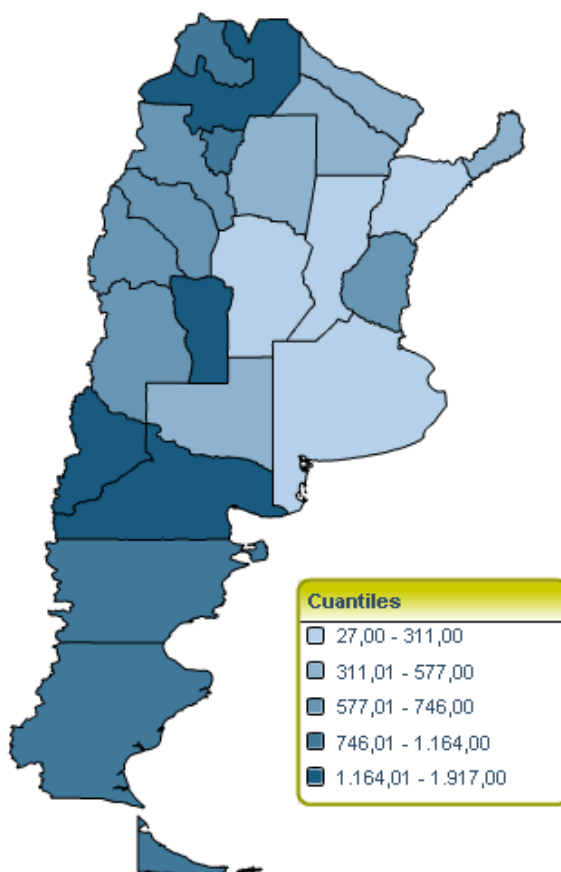 Cuantiles
27,00 - 311,00
311,01 - 577,00
577,01 - 746,00
746,01 - 1.164,00
1.164,01 - 1.917,00